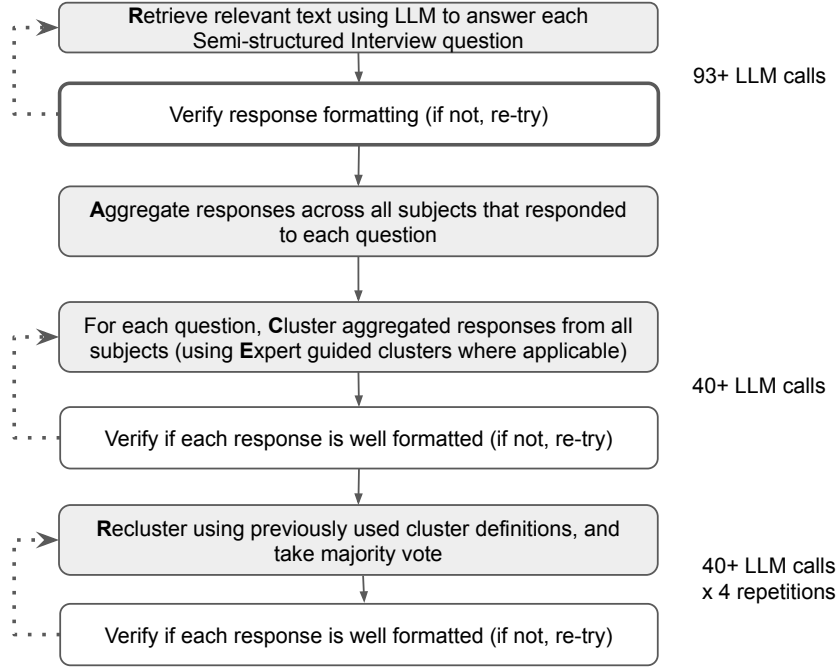 Retrieve relevant text using LLM to answer each
Semi-structured Interview question
93+ LLM calls
Verify response formatting (if not, re-try)
Aggregate responses across all subjects that responded
to each question
For each question, Cluster aggregated responses from all
subjects (using Expert guided clusters where applicable)
40+ LLM calls
Verify if each response is well formatted (if not, re-try)
Recluster using previously used cluster definitions, and
take majority vote
40+ LLM calls
x 4 repetitions
Verify if each response is well formatted (if not, re-try)